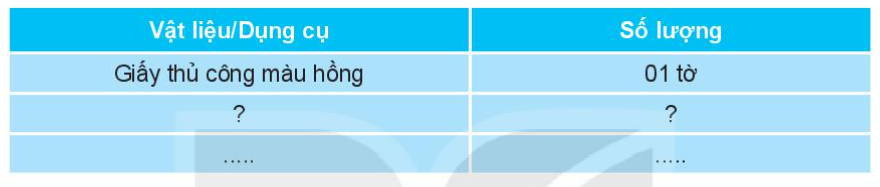 Vật liệu/Dụng cụ Số lượng
Giấy thủ công màu hồng 01 tờ
? ?
..... .....